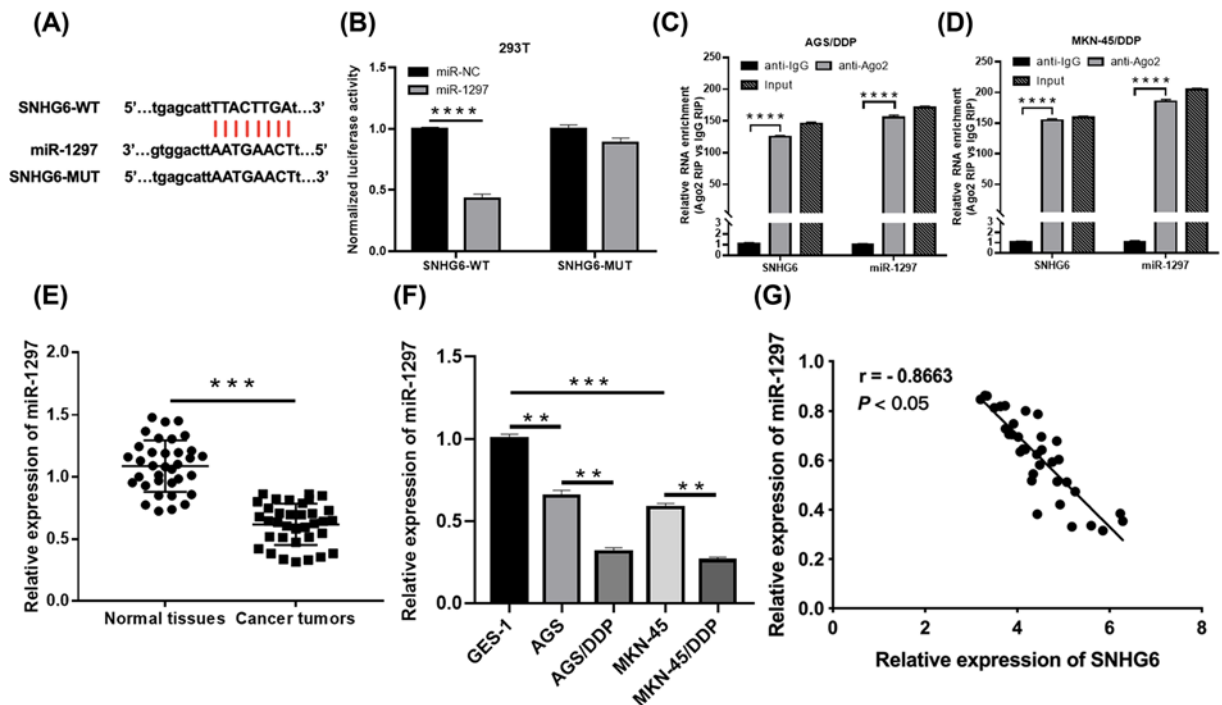 (A)
SNHG6-WT 5'...tgagcattTTACTTGAt...3'
miR-1297 3'...gtggacttAATGAACTt...5'
SNHG6-MUT 5'...tgagcattAATGAACTt...3'
(B)
293T
miR-NC
miR-1297
Normalized luciferase activity
1.5
1.0
0.5
0.0
****
SNHG6-WT SNHG6-MUT
(C)
AGS/DDP
anti-IgG anti-Ago2
Input
Relative RNA enrichment
(Ago2 RIP vs IgG RIP)
250
200
150
100
50
3
2
1
0
****
****
SNHG6 miR-1297
(D)
MKN-45/DDP
anti-IgG anti-Ago2
Input
Relative RNA enrichment
(Ago2 RIP vs IgG RIP)
250
200
150
100
50
3
2
1
0
****
****
SNHG6 miR-1297
(E)
Relative expression of miR-1297
2.0
1.5
1.0
0.5
0.0
***
Normal tissues Cancer tumors
(F)
Relative expression of miR-1297
1.5
1.0
0.5
0.0
***
**
**
**
GES-1
AGS
AGS/DDP
MKN-45
MKN-45/DDP
(G)
Relative expression of miR-1297
1.0
0.8
0.6
0.4
0.2
0.0
r = - 0.8663
P < 0.05
0 2 4 6 8
Relative expression of SNHG6